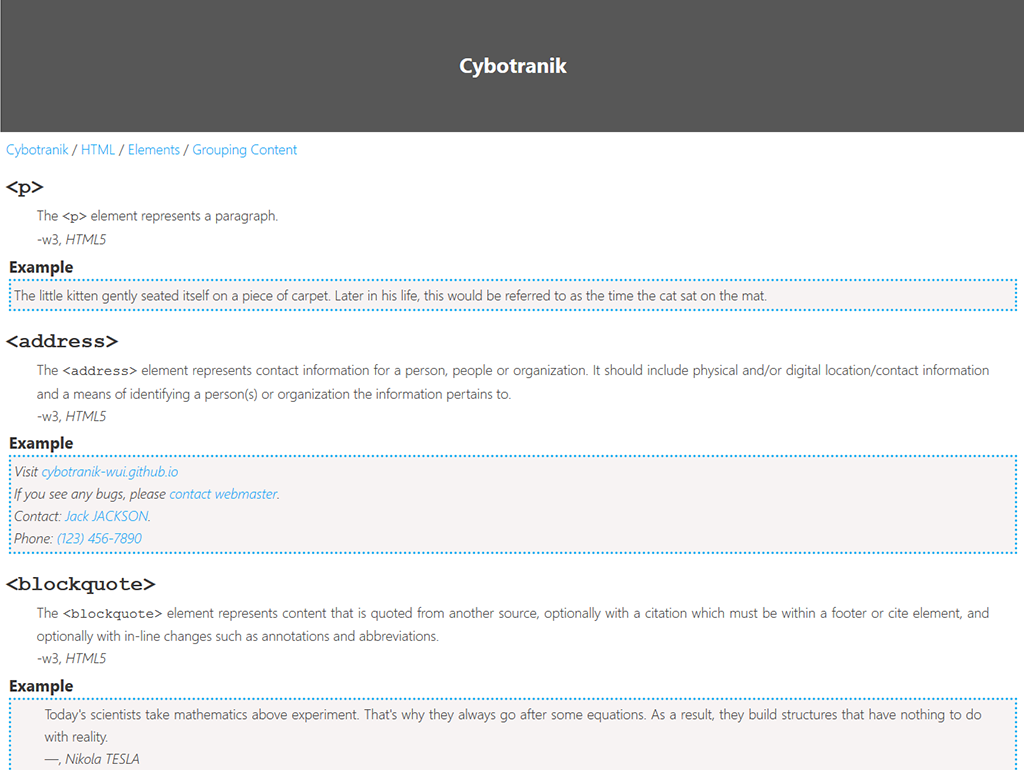 Cybotranik
Cybotranik / HTML / Elements / Grouping Content
<p>
The <p> element represents a paragraph.
-w3, HTML5
Example
The little kitten gently seated itself on a piece of carpet. Later in his life, this would be referred to as the time the cat sat on the mat.
<address>
The <address> element represents contact information for a person, people or organization. It should include physical and/or digital location/contact information
and a means of identifying a person(s) or organization the information pertains to.
-w3, HTML5
Example
Visit cybotranik-wui.github.io
If you see any bugs, please contact webmaster.
Contact: Jack JACKSON.
Phone: (123) 456-7890
<blockquote>
The <blockquote> element represents content that is quoted from another source, optionally with a citation which must be within a footer or cite element, and
optionally with in-line changes such as annotations and abbreviations.
-w3, HTML5
Example
Today's scientists take mathematics above experiment. That's why they always go after some equations. As a result, they build structures that have nothing to do
with reality.
—, Nikola TESLA